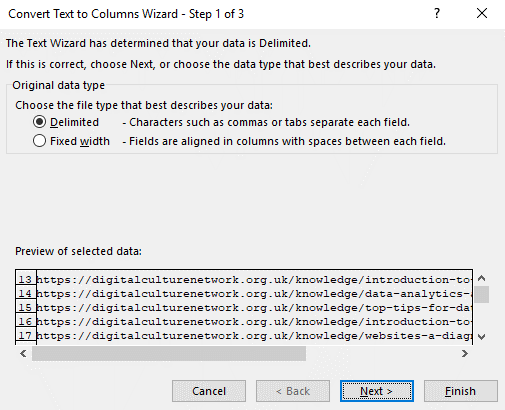 Convert Text to Columns Wizard - Step 1 of 3 ? ×
The Text Wizard has determined that your data is Delimited.
If this is correct, choose Next, or choose the data type that best describes your data.
Original data type
Choose the file type that best describes your data:
Delimited - Characters such as commas or tabs separate each field.
Fixed width - Fields are aligned in columns with spaces between each field.
Preview of selected data:
13 https://digitalculturenetwork.org.uk/knowledge/introduction-to-
14 https://digitalculturenetwork.org.uk/knowledge/data-analytics-
15 https://digitalculturenetwork.org.uk/knowledge/top-tips-for-dat
16 https://digitalculturenetwork.org.uk/knowledge/introduction-to-
17 https://digitalculturenetwork.org.uk/knowledge/websites-a-diagn
Cancel < Back Next > Finish